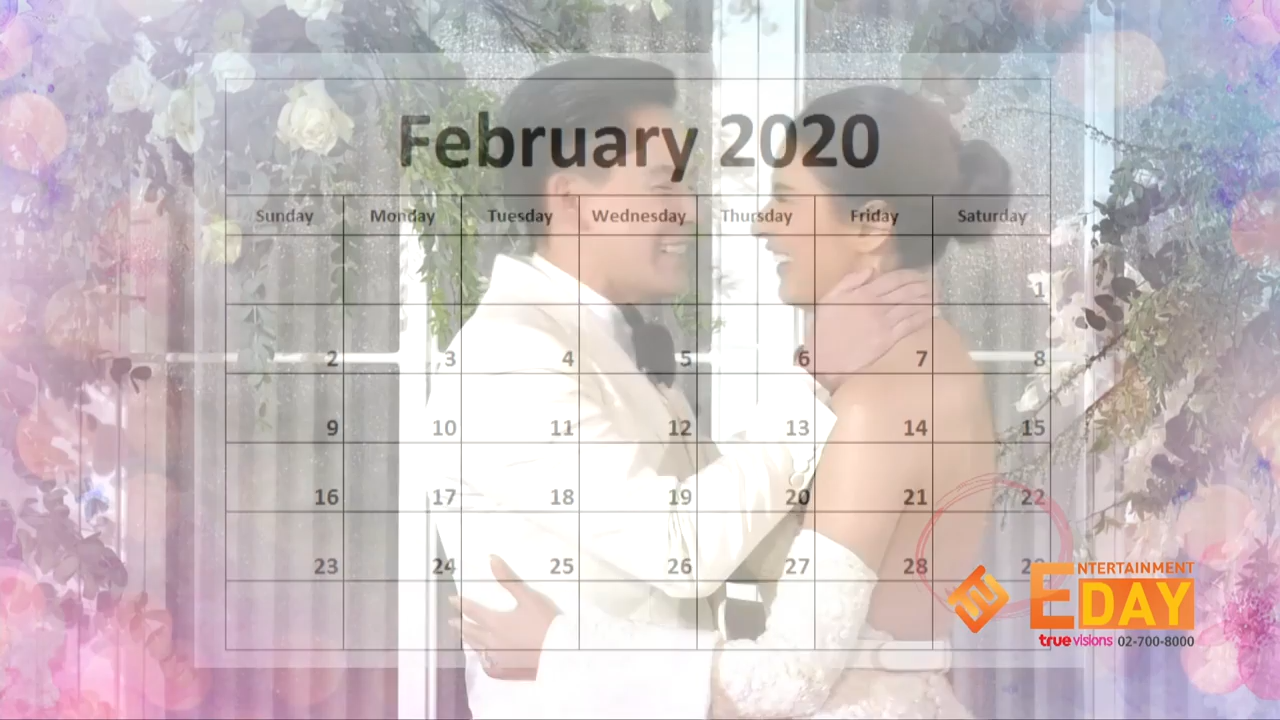 February 2020
Sunday Monday Tuesday Wednesday Thursday Friday Saturday
1
2 3 4 5 6 7 8
9 10 11 12 13 14 15
16 17 18 19 20 21 22
23 24 25 26 27 28 29
ENTERTAINMENT
DAY
true visions 02-700-8000